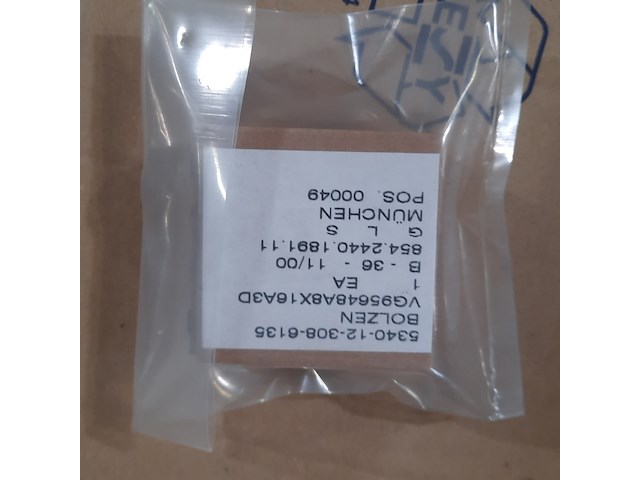 5340-12-308-6135
BOLZEN
VG95648A8X16A3D
1 EA
B - 36 - 11/00
854.2440.1891.11
G L S
MÜNCHEN
POS. 00049